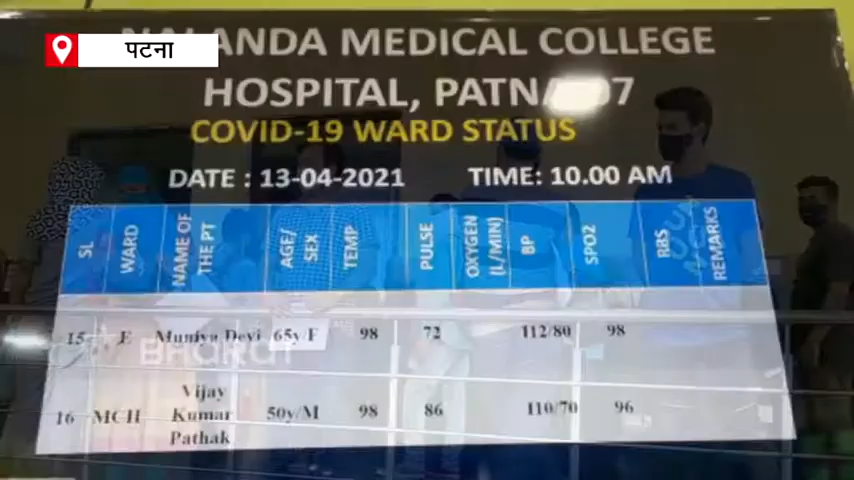 पटना
NALANDA MEDICAL COLLEGE
HOSPITAL, PATNA-07
COVID-19 WARD STATUS
DATE : 13-04-2021 TIME: 10.00 AM
SL WARD NAME OF THE PT AGE/ SEX TEMP PULSE OXYGEN (L/MIN) BP SPO2 RBS REMARKS
15 E Muniya Devi 65y/F 98 72 112/80 98
BHARAT
16 MCH Vijay Kumar Pathak 50y/M 98 86 110/70 96